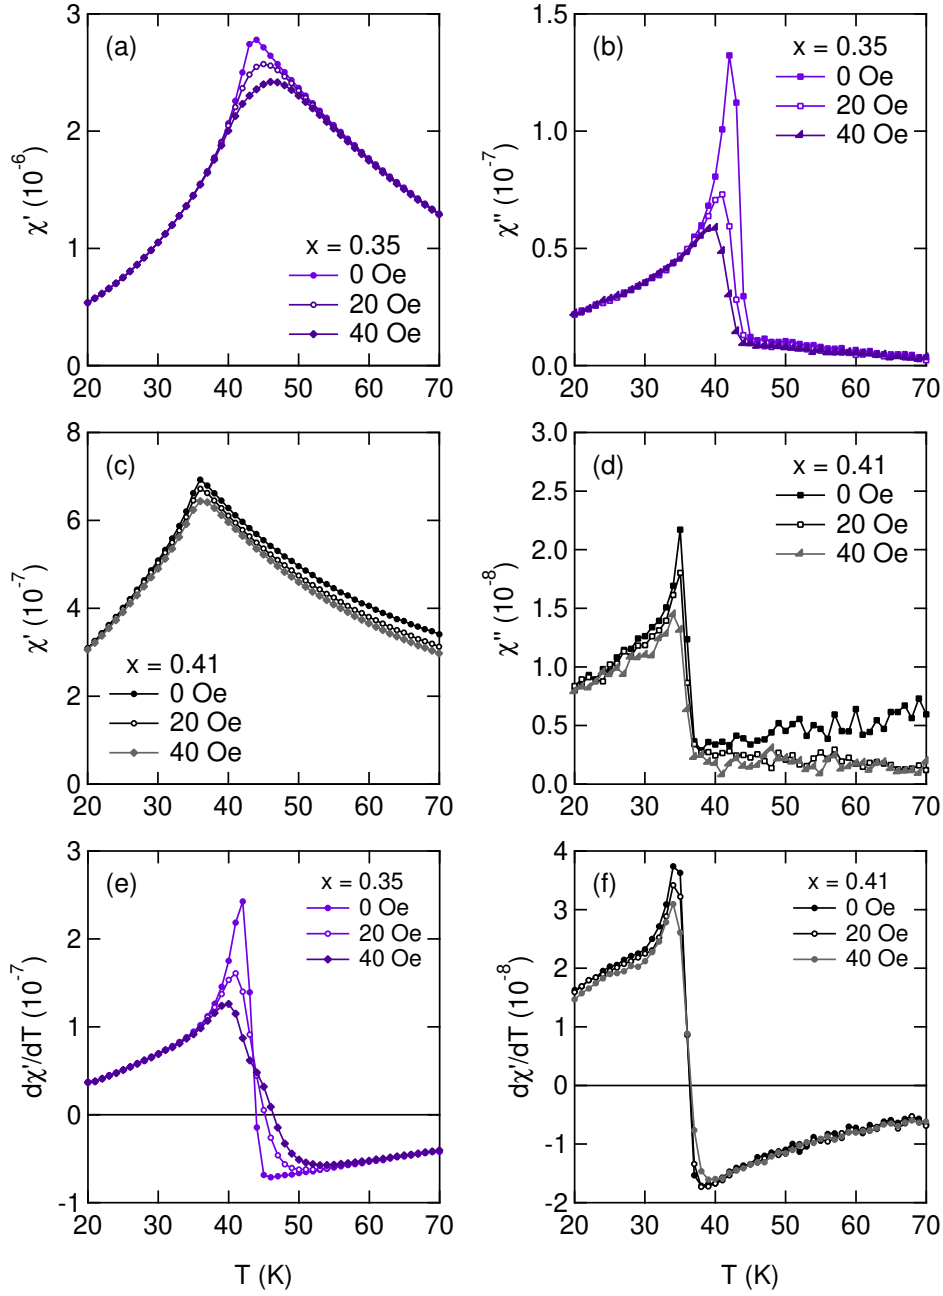 (a)
χ' (10⁻⁶)
3
2
1
0
20 30 40 50 60 70
x = 0.35
0 Oe
20 Oe
40 Oe
(b)
χ'' (10⁻⁷)
1.5
1.0
0.5
0.0
20 30 40 50 60 70
x = 0.35
0 Oe
20 Oe
40 Oe
(c)
χ' (10⁻⁷)
8
6
4
2
0
20 30 40 50 60 70
x = 0.41
0 Oe
20 Oe
40 Oe
(d)
χ'' (10⁻⁸)
3.0
2.5
2.0
1.5
1.0
0.5
0.0
20 30 40 50 60 70
x = 0.41
0 Oe
20 Oe
40 Oe
(e)
dχ'/dT (10⁻⁷)
3
2
1
0
-1
20 30 40 50 60 70
T (K)
x = 0.35
0 Oe
20 Oe
40 Oe
(f)
dχ'/dT (10⁻⁸)
4
3
2
1
0
-1
-2
20 30 40 50 60 70
T (K)
x = 0.41
0 Oe
20 Oe
40 Oe